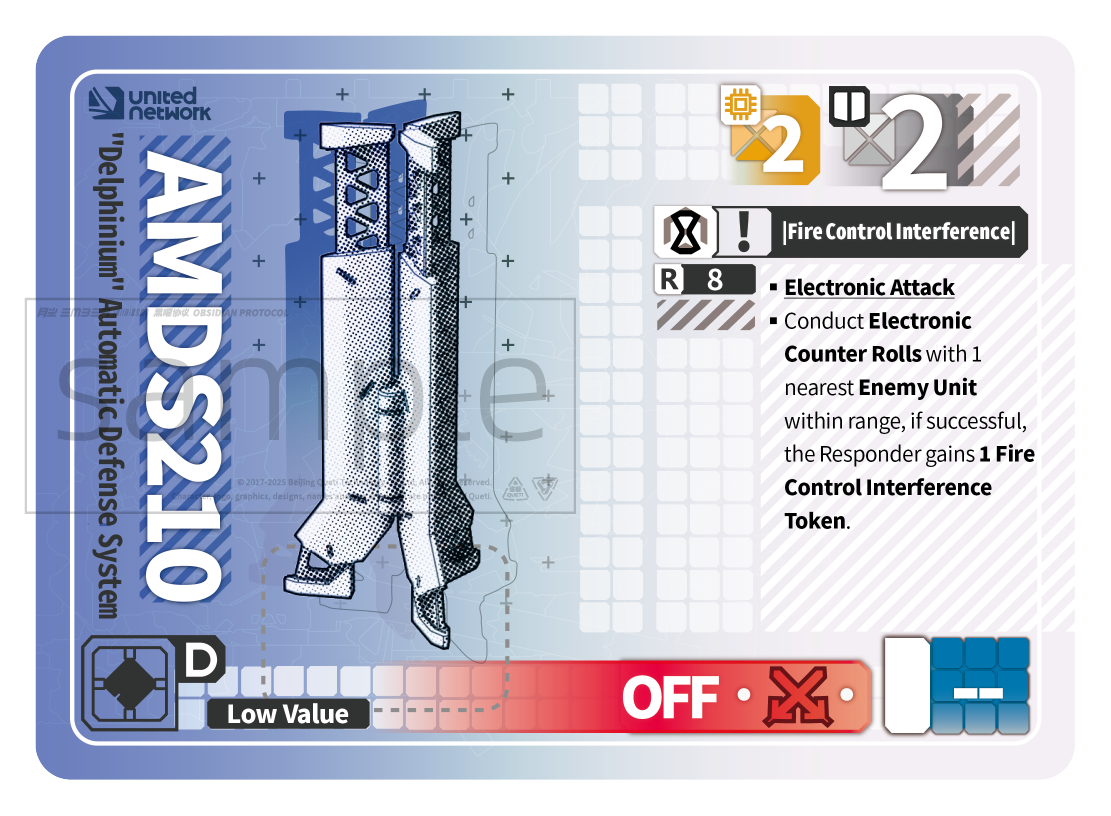 UNITED NETWORK
"Delphinium" Automatic Defense System
AMDS210
2
2
! |Fire Control Interference|
R 8
▪ Electronic Attack
▪ Conduct Electronic
Counter Rolls with 1
nearest Enemy Unit
within range, if successful,
the Responder gains 1 Fire
Control Interference
Token.
OBSIDIAN PROTOCOL
sample
© 2017-2025 Beijing Queti
D
Low Value
OFF
--